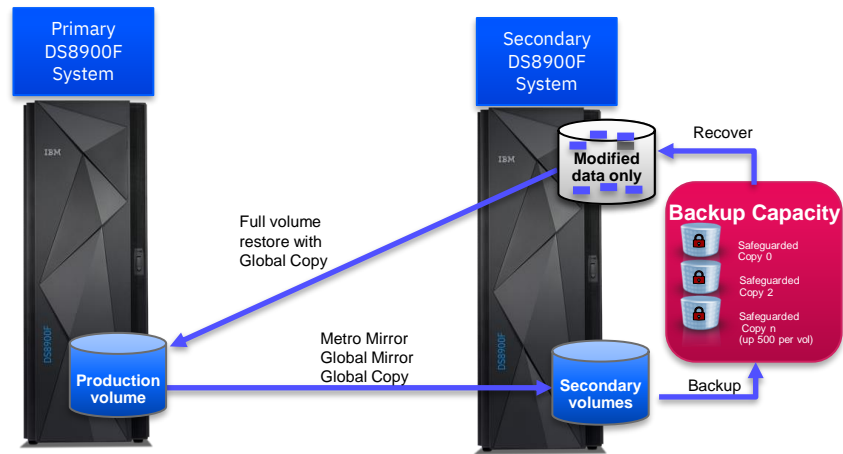 Primary
DS8900F
System
Secondary
DS8900F
System
IBM
IBM
Modified
data only
Recover
Backup Capacity
Safeguarded
Copy 0
Safeguarded
Copy 2
Safeguarded
Copy n
(up 500 per vol)
Full volume
restore with
Global Copy
DS8900F
DS8900F
Metro Mirror
Global Mirror
Global Copy
Production
volume
Secondary
volumes
Backup